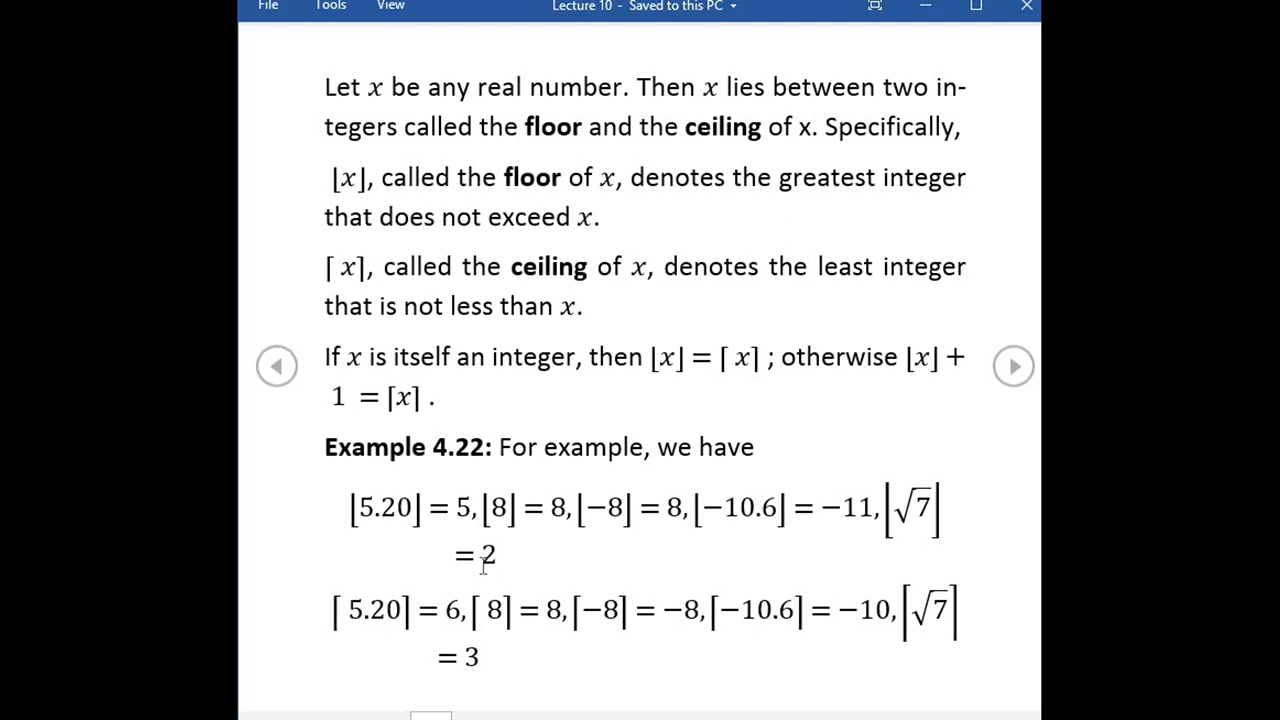 File Tools View Lecture 10 - Saved to this PC
Let x be any real number. Then x lies between two in-
tegers called the floor and the ceiling of x. Specifically,
⌊x⌋, called the floor of x, denotes the greatest integer
that does not exceed x.
⌈ x⌉, called the ceiling of x, denotes the least integer
that is not less than x.
If x is itself an integer, then ⌊x⌋ = ⌈ x⌉ ; otherwise ⌊x⌋ +
1 = ⌈x⌉ .
Example 4.22: For example, we have
⌊5.20⌋ = 5, ⌊8⌋ = 8, ⌊−8⌋ = 8, ⌊−10.6⌋ = −11, ⌊√7⌋
= 2
⌈ 5.20⌉ = 6, ⌈ 8⌉ = 8, ⌈−8⌉ = −8, ⌈−10.6⌉ = −10, ⌈√7⌉
= 3